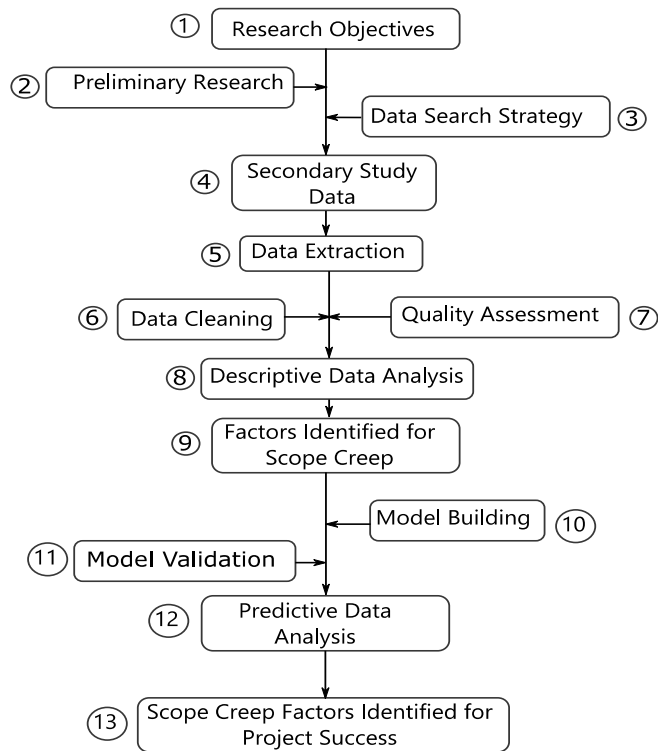 1
Research Objectives
2
Preliminary Research
Data Search Strategy
3
4
Secondary Study
Data
5
Data Extraction
6
Data Cleaning
Quality Assessment
7
8
Descriptive Data Analysis
9
Factors Identified for
Scope Creep
Model Building
10
11
Model Validation
12
Predictive Data
Analysis
13
Scope Creep Factors Identified for
Project Success